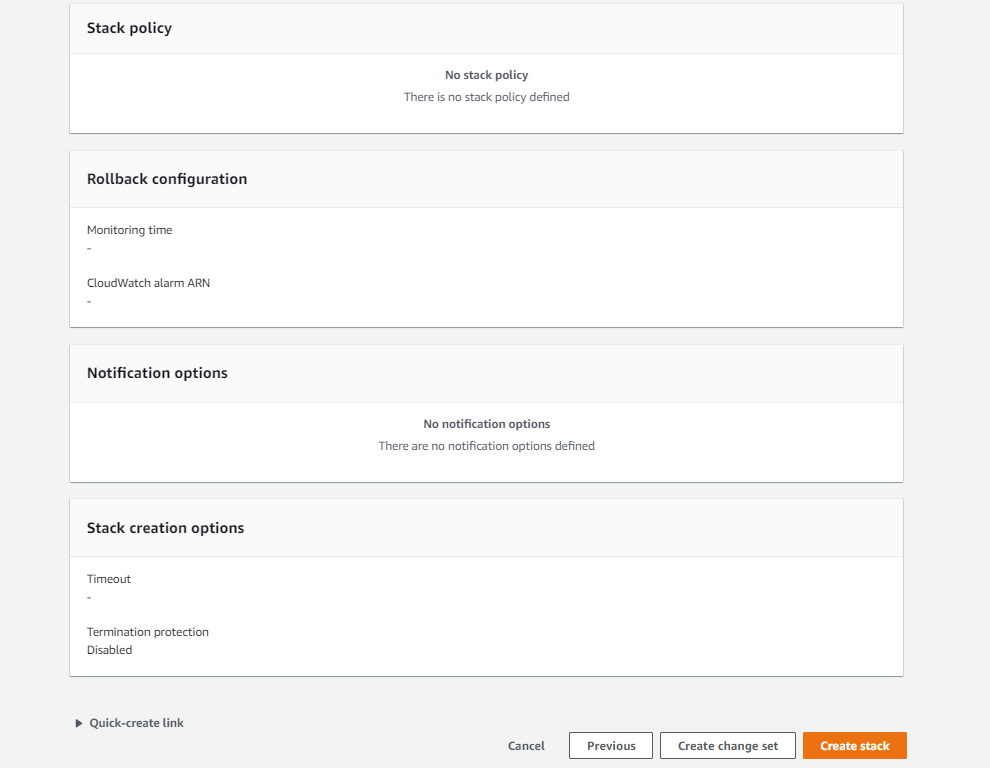 Stack policy
No stack policy
There is no stack policy defined
Rollback configuration
Monitoring time
-
CloudWatch alarm ARN
-
Notification options
No notification options
There are no notification options defined
Stack creation options
Timeout
-
Termination protection
Disabled
Quick-create link
Cancel Previous Create change set Create stack